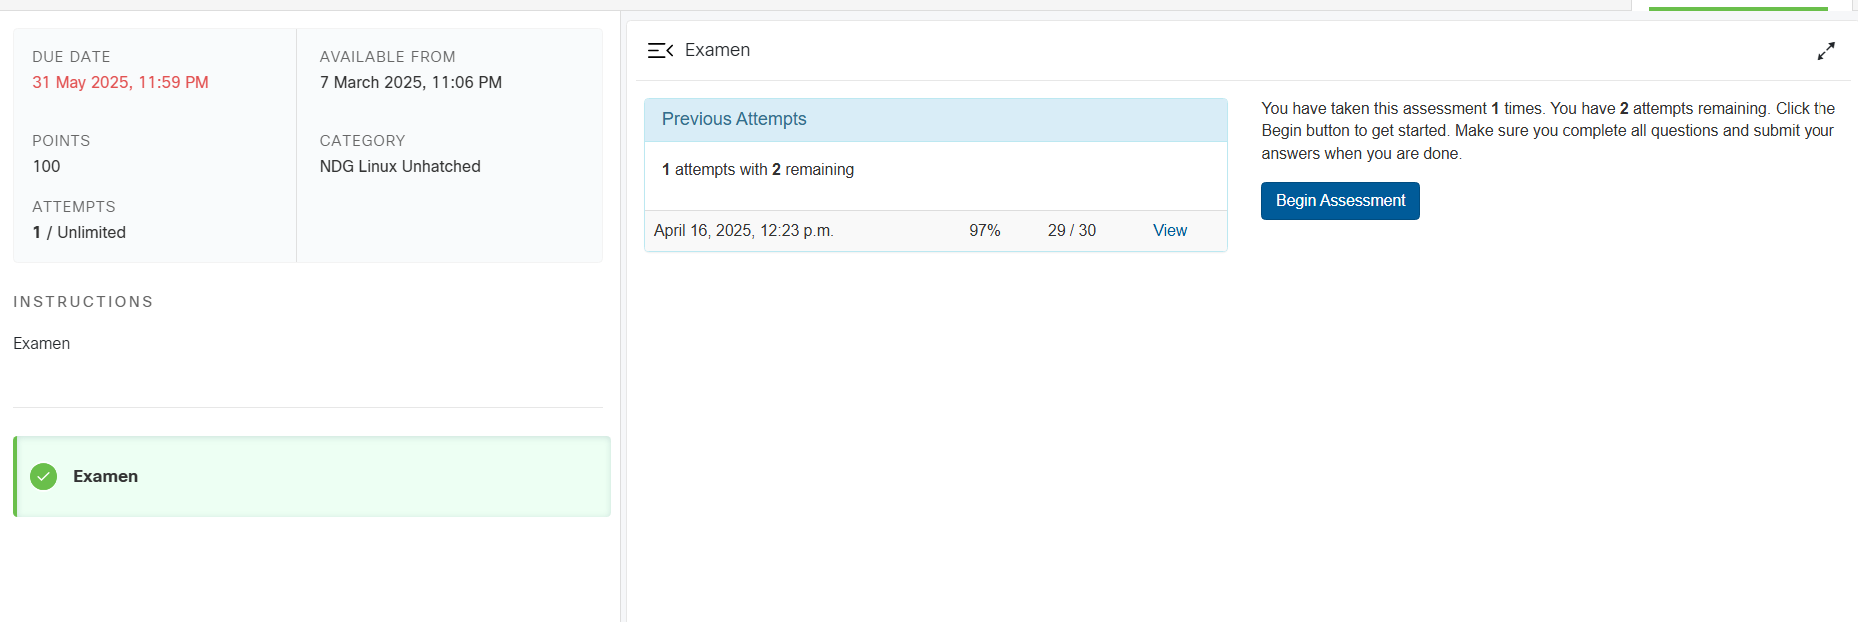 DUE DATE
31 May 2025, 11:59 PM
AVAILABLE FROM
7 March 2025, 11:06 PM
POINTS
100
CATEGORY
NDG Linux Unhatched
ATTEMPTS
1 / Unlimited
INSTRUCTIONS
Examen
Examen
Examen
Previous Attempts
1 attempts with 2 remaining
April 16, 2025, 12:23 p.m. 97% 29 / 30 View
You have taken this assessment 1 times. You have 2 attempts remaining. Click the
Begin button to get started. Make sure you complete all questions and submit your
answers when you are done.
Begin Assessment